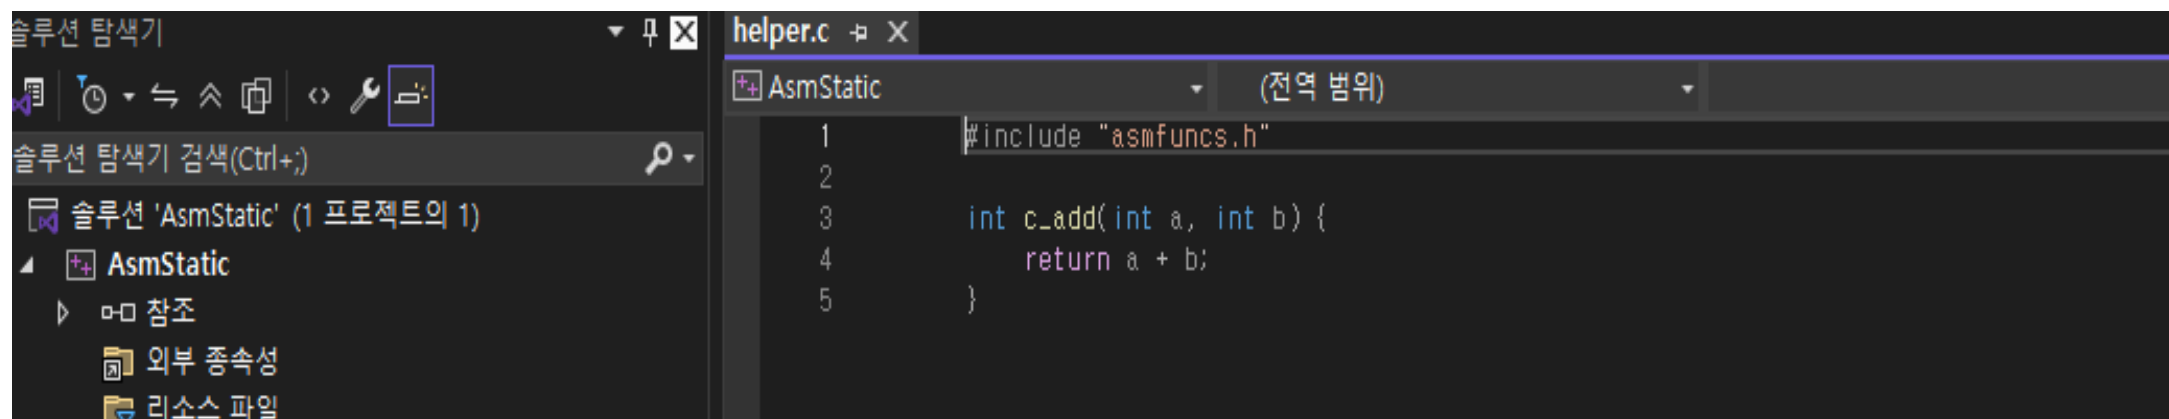 솔루션 탐색기
솔루션 탐색기 검색(Ctrl+;)
솔루션 'AsmStatic' (1 프로젝트의 1)
AsmStatic
참조
외부 종속성
리소스 파일
helper.c
AsmStatic (전역 범위)
1 #include "asmfuncs.h"
2
3 int c_add(int a, int b) {
4 return a + b;
5 }